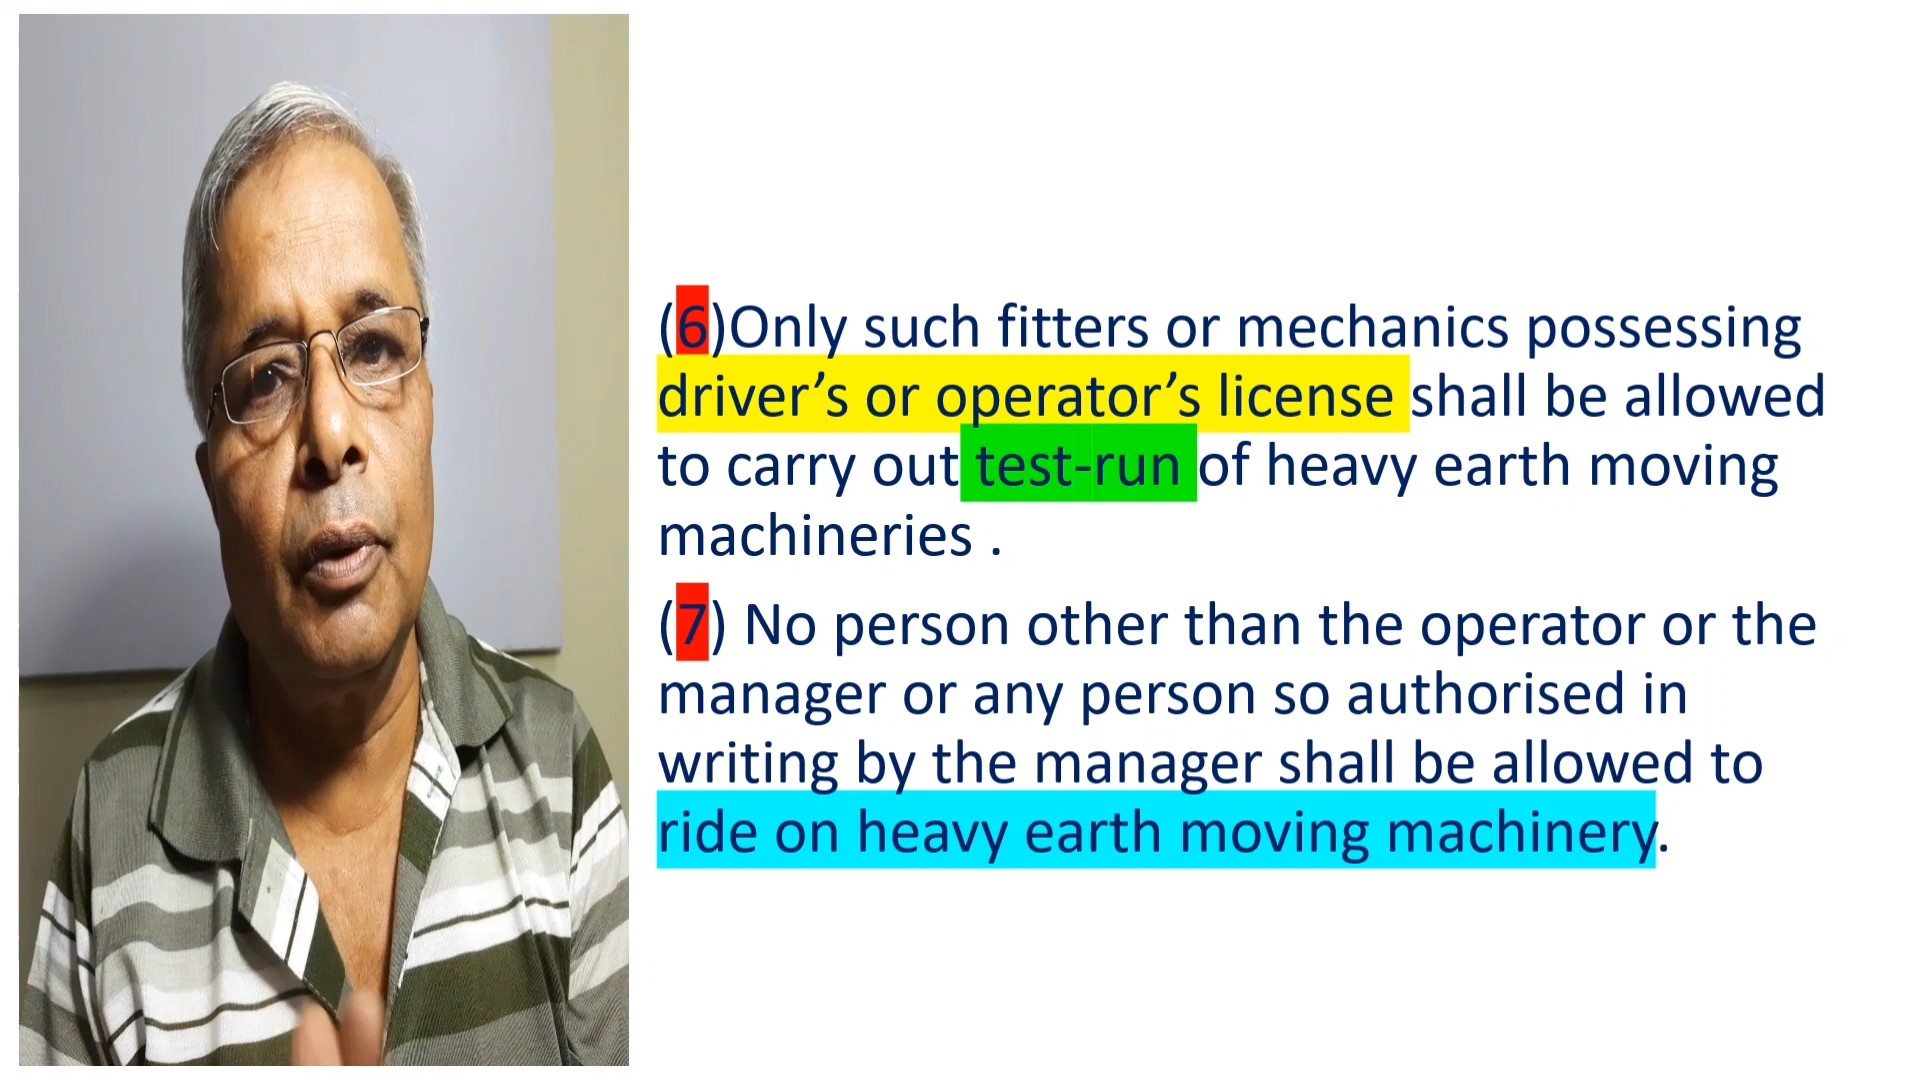 (6)Only such fitters or mechanics possessing
driver’s or operator’s license shall be allowed
to carry out test-run of heavy earth moving
machineries .
(7) No person other than the operator or the
manager or any person so authorised in
writing by the manager shall be allowed to
ride on heavy earth moving machinery.